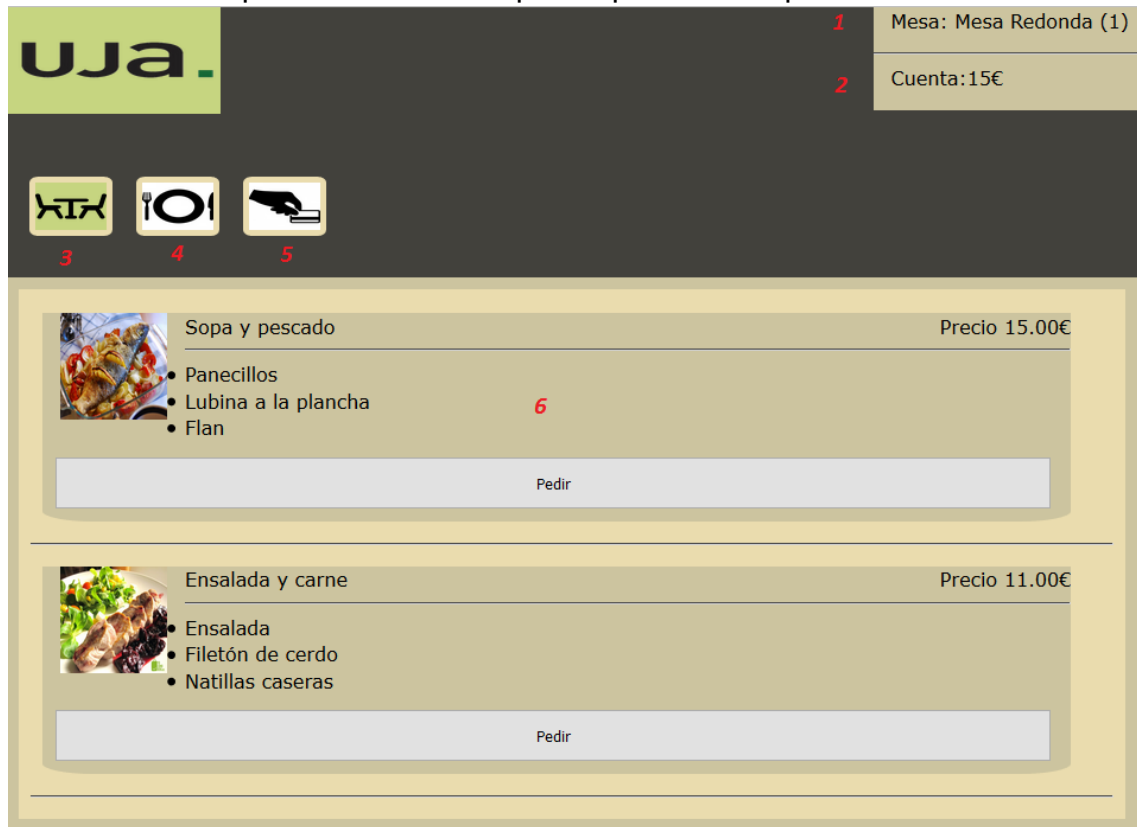 uja.
1 Mesa: Mesa Redonda (1)
2 Cuenta:15€
3 4 5
Sopa y pescado Precio 15.00€
Panecillos
Lubina a la plancha
6
Flan
Pedir
Ensalada y carne Precio 11.00€
Ensalada
Filetón de cerdo
Natillas caseras
Pedir